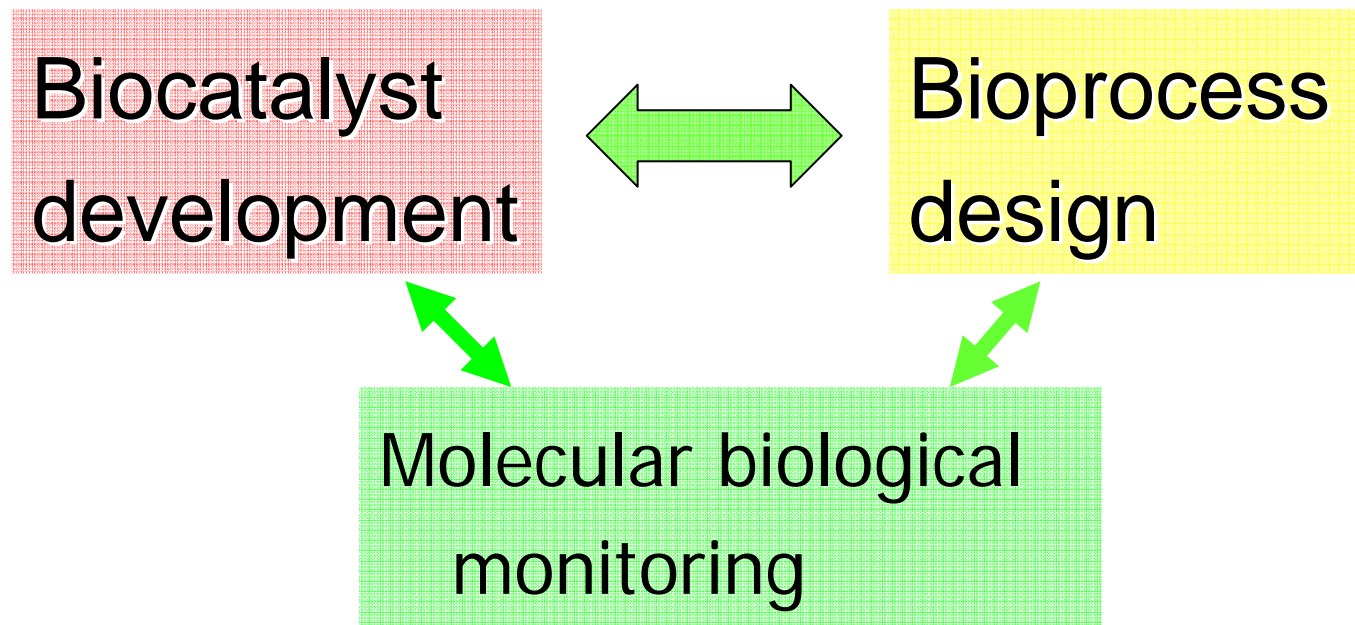 Biocatalyst
development
Bioprocess
design
Molecular biological
monitoring